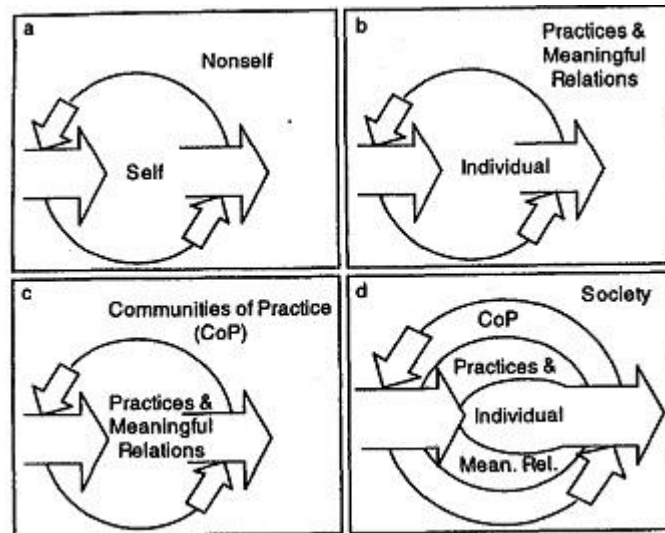 a
Nonself
Self
b
Practices &
Meaningful
Relations
Individual
c
Communities of Practice
(CoP)
Practices &
Meaningful
Relations
d
Society
CoP
Practices &
Individual
Mean. Rel.